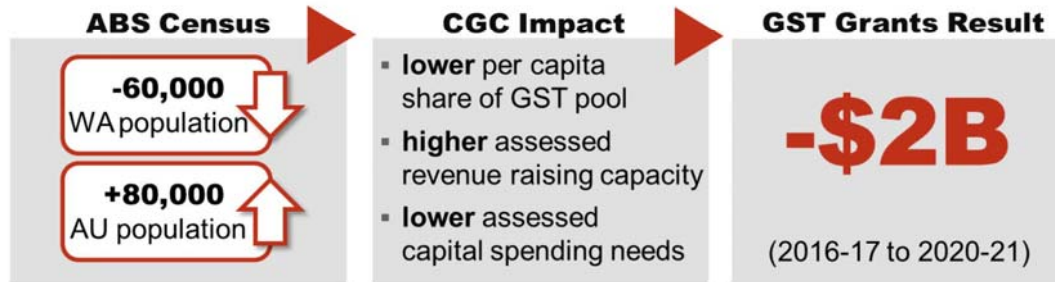 ABS Census
-60,000
WA population
+80,000
AU population
CGC Impact
▪ lower per capita
share of GST pool
▪ higher assessed
revenue raising capacity
▪ lower assessed
capital spending needs
GST Grants Result
-$2B
(2016-17 to 2020-21)